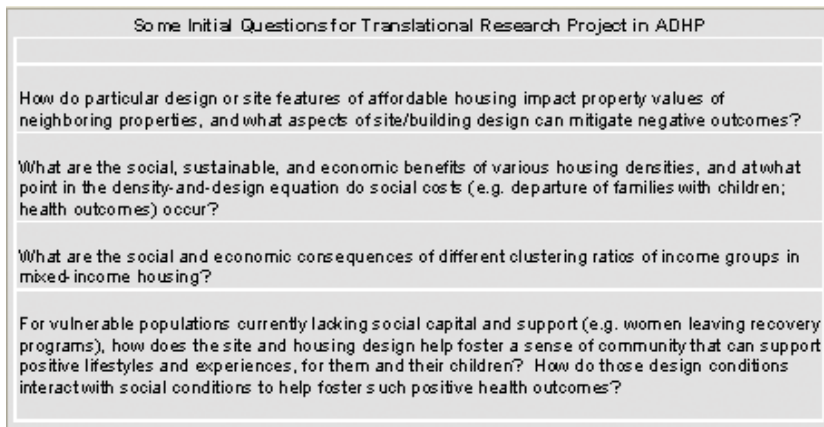 Some Initial Questions for Translational Research Project in ADHP
How do particular design or site features of affordable housing impact property values of
neighboring properties, and what aspects of site/building design can mitigate negative outcomes?
What are the social, sustainable, and economic benefits of various housing densities, and at what
point in the density-and-design equation do social costs (e.g. departure of families with children;
health outcomes) occur?
What are the social and economic consequences of different clustering ratios of income groups in
mixed-income housing?
For vulnerable populations currently lacking social capital and support (e.g. women leaving recovery
programs), how does the site and housing design help foster a sense of community that can support
positive lifestyles and experiences, for them and their children? How do those design conditions
interact with social conditions to help foster such positive health outcomes?